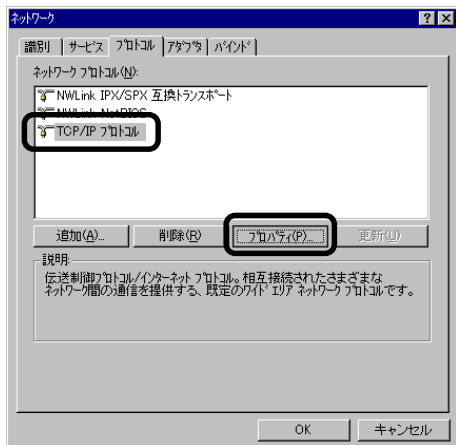 ネットワーク
識別 サービス プロトコル アダプタ バインド
ネットワーク プロトコル(N):
NWLink IPX/SPX 互換トランスポート
NWLink NetBIOS
TCP/IP プロトコル
追加(A)... 削除(R) プロパティ(P)... 更新(U)
説明:
伝送制御プロトコル/インターネット プロトコル。相互接続されたさまざまな
ネットワーク間の通信を提供する、既定のワイド エリア ネットワーク プロトコルです。
OK キャンセル